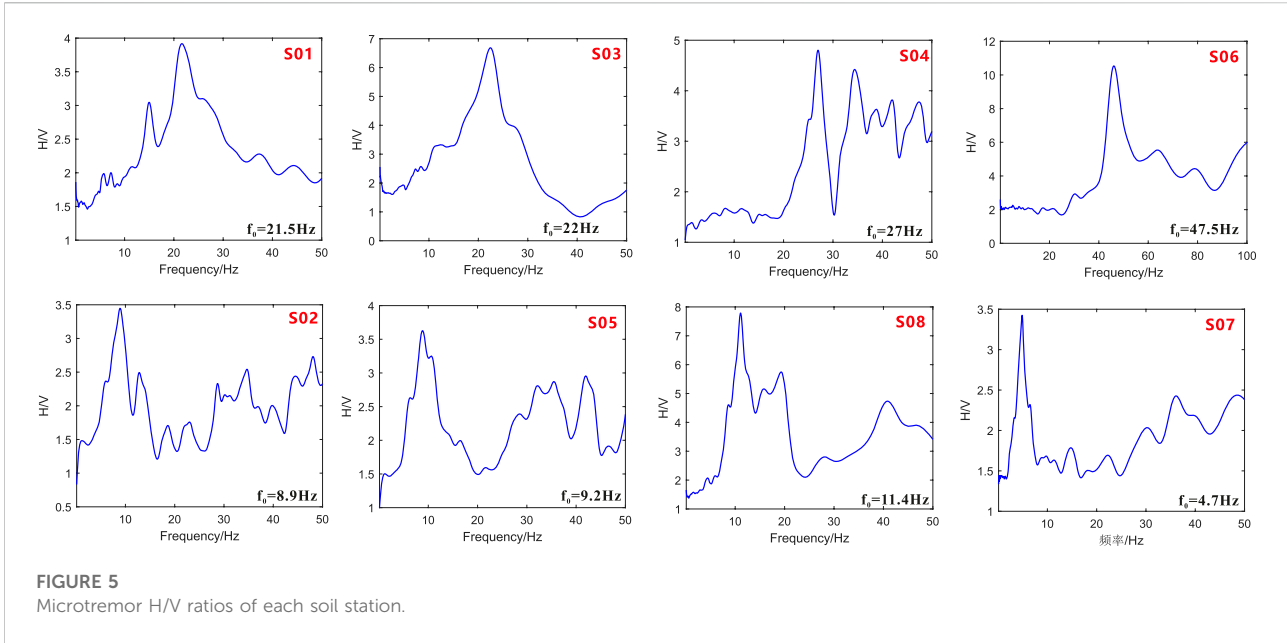 S01
4
3.5
3
2.5
2
1.5
1
H/V
10 20 30 40 50
Frequency/Hz
f₀=21.5Hz
S03
7
6
5
4
3
2
1
0
H/V
10 20 30 40 50
Frequency/Hz
f₀=22Hz
S04
5
4
3
2
1
H/V
10 20 30 40 50
Frequency/Hz
f₀=27Hz
S06
12
10
8
6
4
2
0
H/V
20 40 60 80 100
Frequency/Hz
f₀=47.5Hz
S02
3.5
3
2.5
2
1.5
1
0.5
H/V
10 20 30 40 50
Frequency/Hz
f₀=8.9Hz
S05
4
3.5
3
2.5
2
1.5
1
H/V
10 20 30 40 50
Frequency/Hz
f₀=9.2Hz
S08
8
7
6
5
4
3
2
1
H/V
10 20 30 40 50
Frequency/Hz
f₀=11.4Hz
S07
3.5
3
2.5
2
1.5
1
H/V
10 20 30 40 50
频率/Hz
f₀=4.7Hz
FIGURE 5
Microtremor H/V ratios of each soil station.